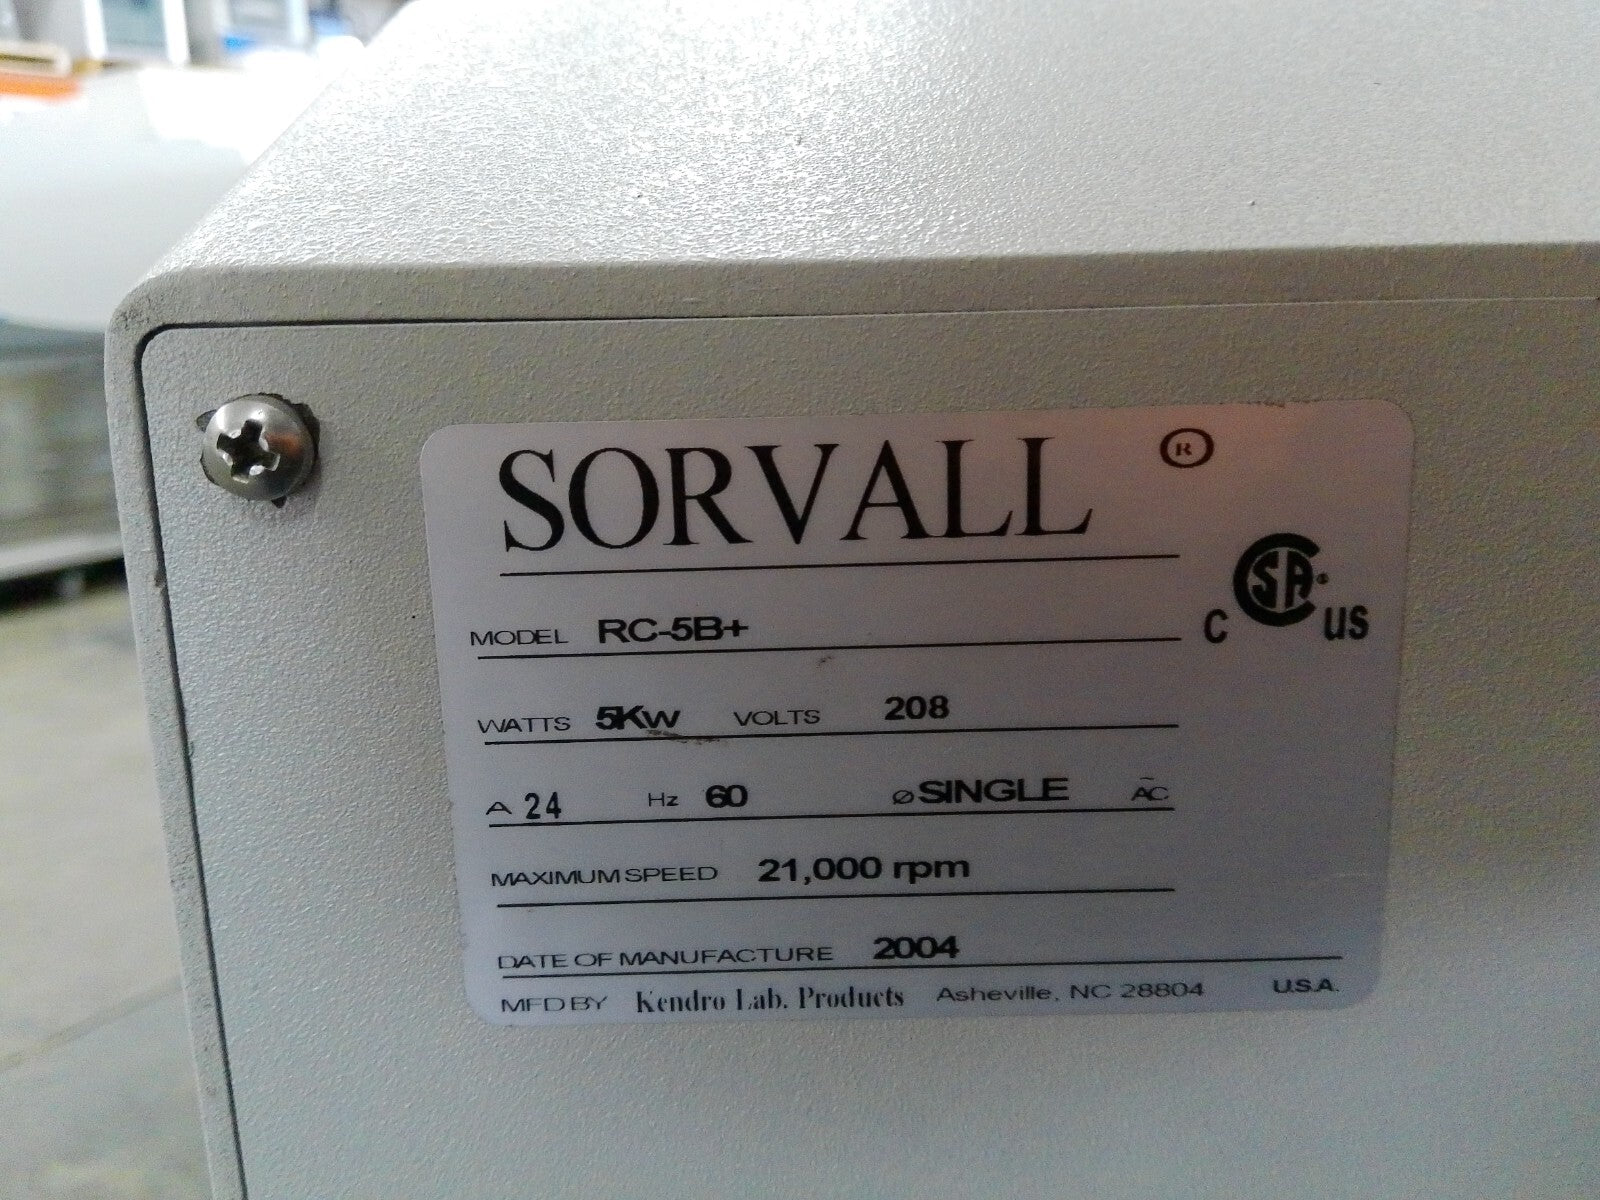 SORVALL ®
MODEL RC-5B+
C SA® US
WATTS 5Kw VOLTS 208
A 24 Hz 60 ø SINGLE ~ AC
MAXIMUM SPEED 21,000 rpm
DATE OF MANUFACTURE 2004
MFD BY Kendro Lab. Products Asheville, NC 28804 U.S.A.